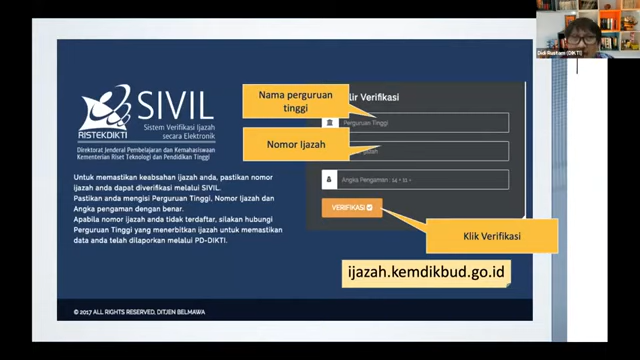 Didi Rustam (DIKTI)
SIVIL
Sistem Verifikasi Ijazah
secara Elektronik
RISTEKDIKTI
Direktorat Jenderal Pembelajaran dan Kemahasiswaan
Kementerian Riset Teknologi dan Pendidikan Tinggi
Untuk memastikan keabsahan ijazah anda, pastikan nomor
ijazah anda dapat diverifikasi melalui SIVIL.
Pastikan anda mengisi Perguruan Tinggi, Nomor Ijazah dan
Angka pengaman dengan benar.
Apabila nomor ijazah anda tidak terdaftar, silakan hubungi
Perguruan Tinggi yang menerbitkan ijazah untuk memastikan
data anda telah dilaporkan melalui PD-DIKTI.
Nama perguruan
tinggi
Verifikasi
Perguruan Tinggi
Nomor Ijazah
Angka Pengaman : 14 + 11 =
VERIFIKASI
Klik Verifikasi
ijazah.kemdikbud.go.id
© 2017 ALL RIGHTS RESERVED, DITJEN BELMAWA